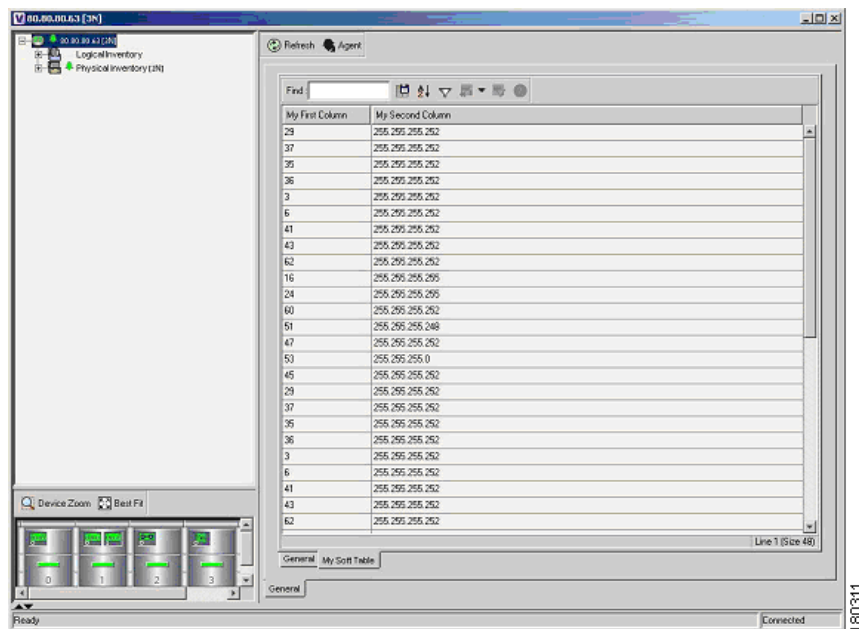 80.80.80.63 [3N]
80.80.80.63 [3N]
Logical Inventory
Physical Inventory [2N]
Refresh Agent
Find :
My First Column My Second Column
29 255.255.255.252
37 255.255.255.252
35 255.255.255.252
36 255.255.255.252
3 255.255.255.252
6 255.255.255.252
41 255.255.255.252
43 255.255.255.252
62 255.255.255.252
16 255.255.255.255
24 255.255.255.255
60 255.255.255.252
51 255.255.255.248
47 255.255.255.252
53 255.255.255.0
45 255.255.255.252
29 255.255.255.252
37 255.255.255.252
35 255.255.255.252
36 255.255.255.252
3 255.255.255.252
6 255.255.255.252
41 255.255.255.252
43 255.255.255.252
62 255.255.255.252
Line 1 (Size 48)
General My Soft Table
General
Device Zoom Best Fit
0 1 2 3
Ready Connected
180311